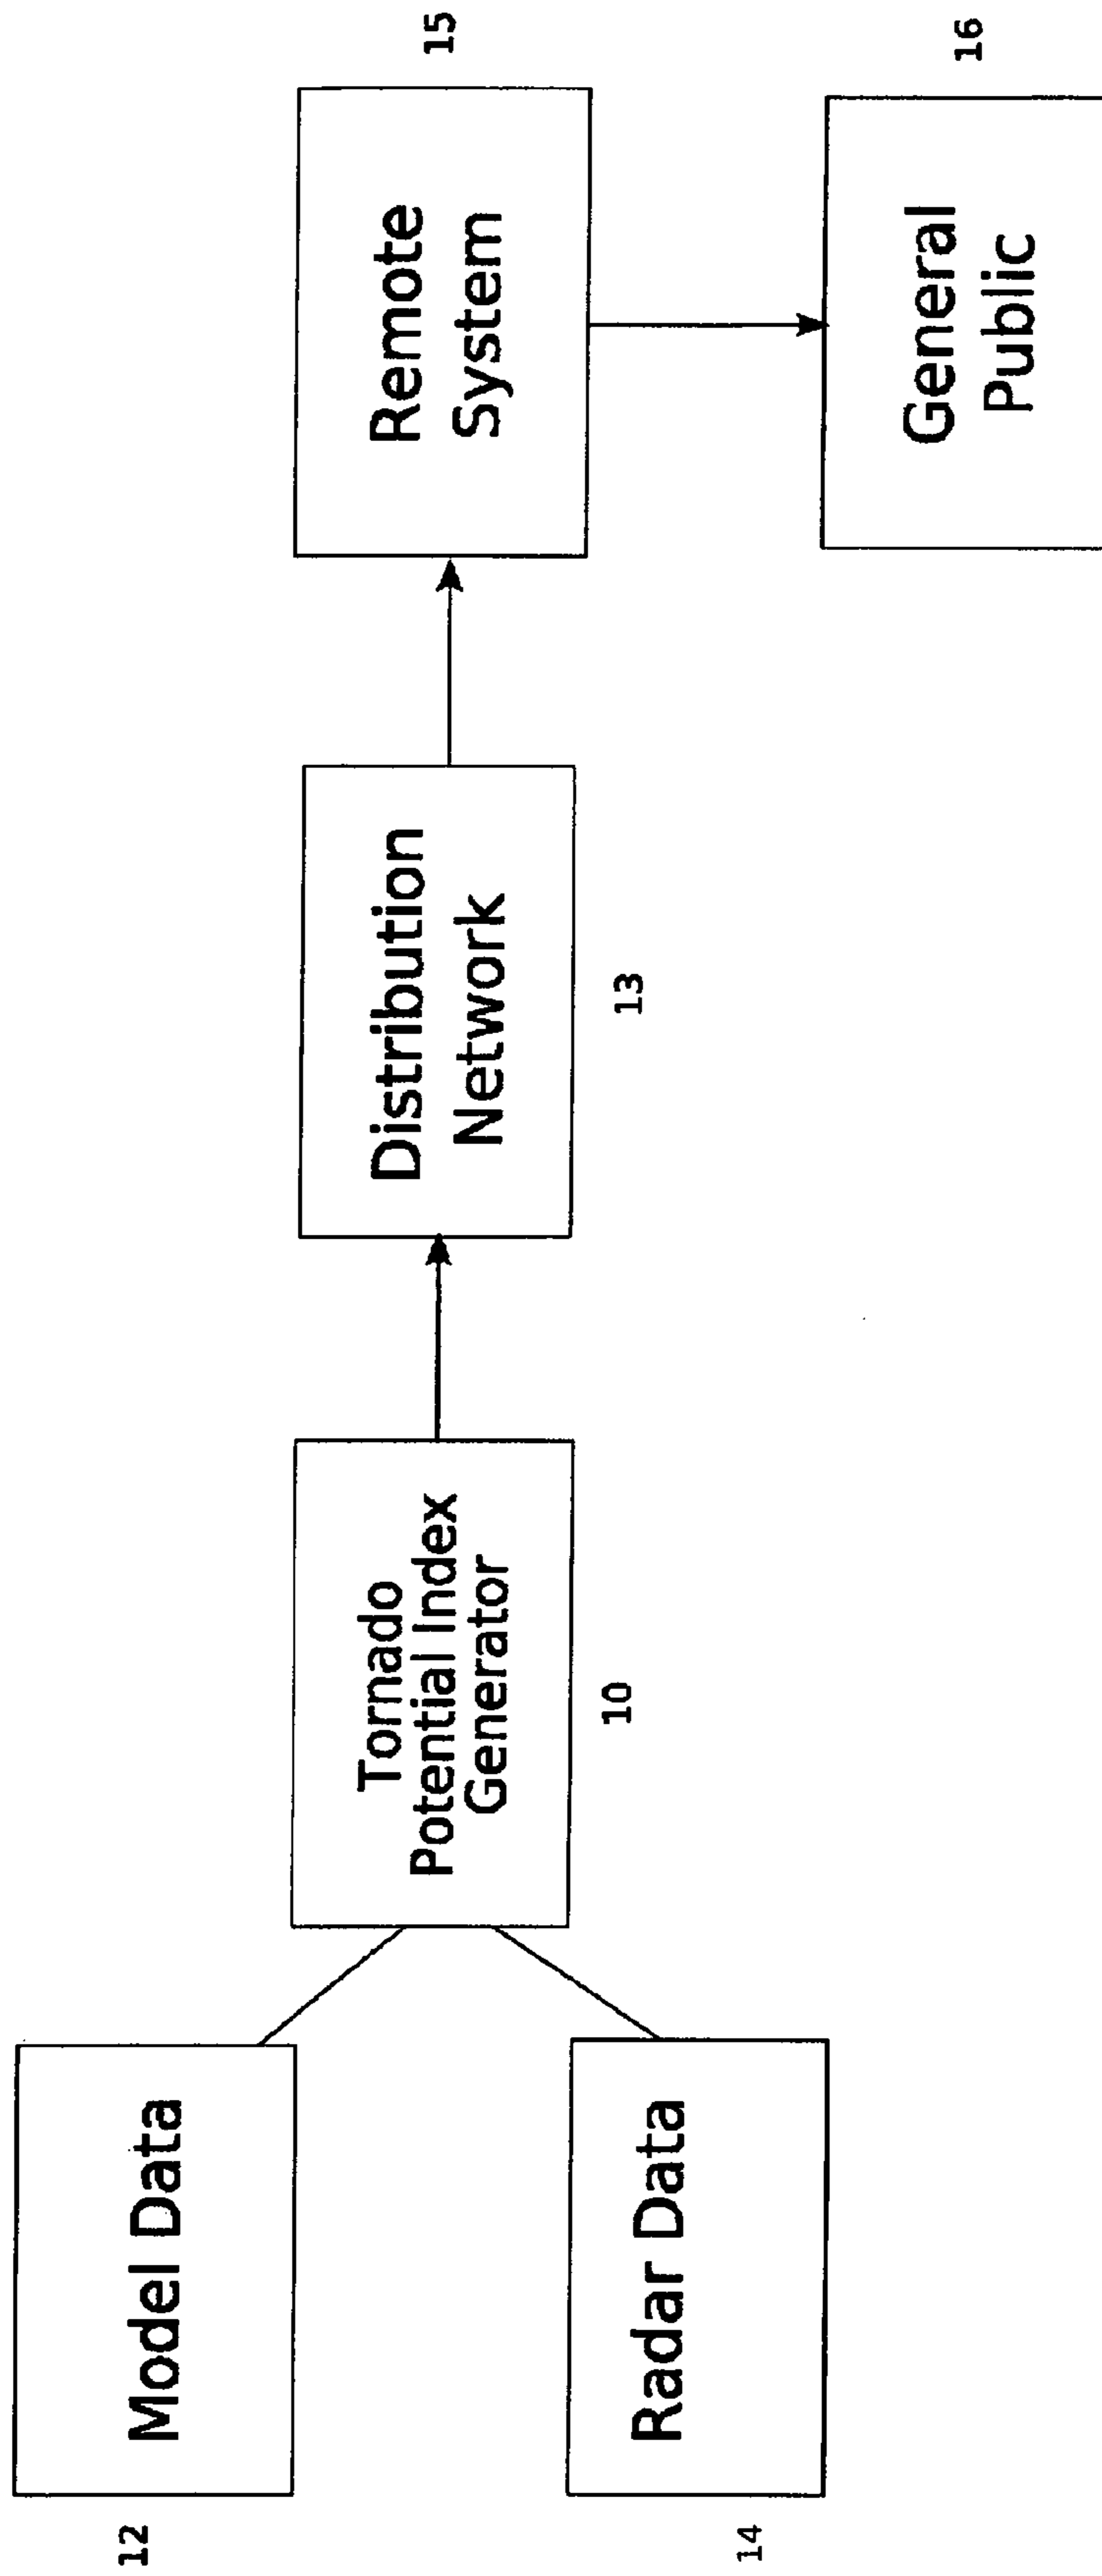 12
Model Data
14
Radar Data
Tornado
Potential Index
Generator
10
Distribution
Network
13
Remote
System
15
General
Public
16